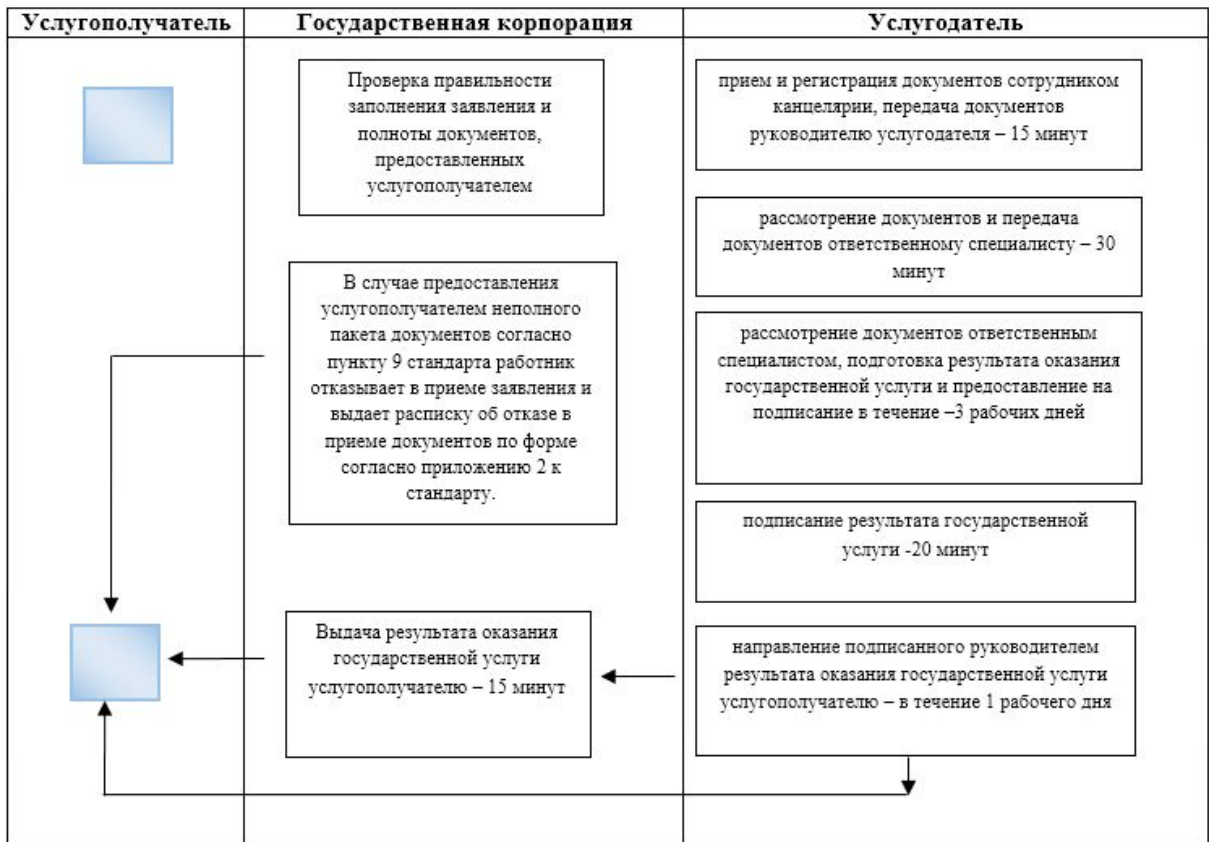 Услугополучатель
Государственная корпорация
Услугодатель
Проверка правильности
заполнения заявления и
полноты документов,
предоставленных
услугополучателем
В случае предоставления
услугополучателем неполного
пакета документов согласно
пункту 9 стандарта работник
отказывает в приеме заявления и
выдает расписку об отказе в
приеме документов по форме
согласно приложению 2 к
стандарту.
Выдача результата оказания
государственной услуги
услугополучателю – 15 минут
прием и регистрация документов сотрудником
канцелярии, передача документов
руководителю услугодателя – 15 минут
рассмотрение документов и передача
документов ответственному специалисту – 30
минут
рассмотрение документов ответственным
специалистом, подготовка результата оказания
государственной услуги и предоставление на
подписание в течение –3 рабочих дней
подписание результата государственной
услуги -20 минут
направление подписанного руководителем
результата оказания государственной услуги
услугополучателю – в течение 1 рабочего дня